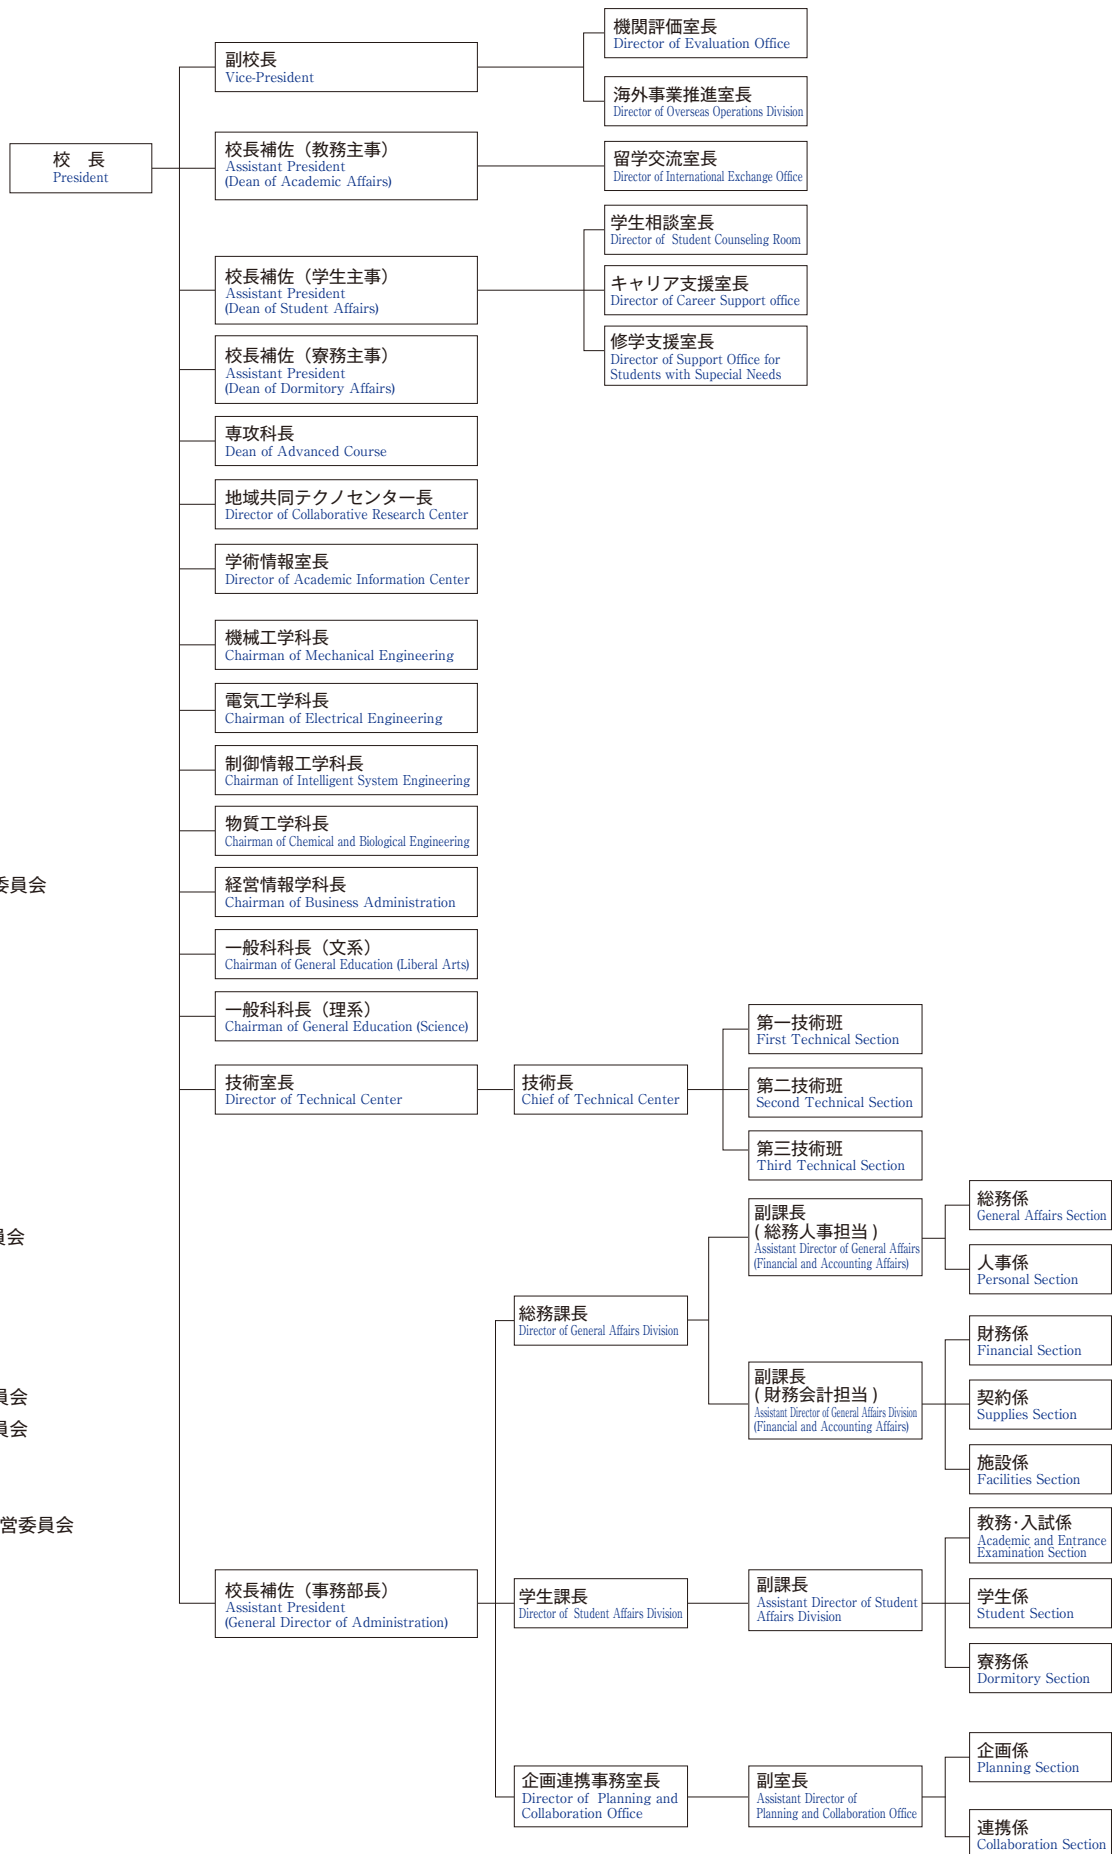 校　長
President
副校長
Vice-President
機関評価室長
Director of Evaluation Office
海外事業推進室長
Director of Overseas Operations Division
校長補佐（教務主事）
Assistant President
(Dean of Academic Affairs)
留学交流室長
Director of International Exchange Office
校長補佐（学生主事）
Assistant President
(Dean of Student Affairs)
学生相談室長
Director of Student Counseling Room
キャリア支援室長
Director of Career Support office
修学支援室長
Director of Support Office for
Students with Supecial Needs
校長補佐（寮務主事）
Assistant President
(Dean of Dormitory Affairs)
専攻科長
Dean of Advanced Course
地域共同テクノセンター長
Director of Collaborative Research Center
学術情報室長
Director of Academic Information Center
機械工学科長
Chairman of Mechanical Engineering
電気工学科長
Chairman of Electrical Engineering
制御情報工学科長
Chairman of Intelligent System Engineering
物質工学科長
Chairman of Chemical and Biological Engineering
委員会
経営情報学科長
Chairman of Business Administration
一般科科長（文系）
Chairman of General Education (Liberal Arts)
一般科科長（理系）
Chairman of General Education (Science)
技術室長
Director of Technical Center
技術長
Chief of Technical Center
第一技術班
First Technical Section
第二技術班
Second Technical Section
第三技術班
Third Technical Section
員会
員会
員会
営委員会
校長補佐（事務部長）
Assistant President
(General Director of Administration)
総務課長
Director of General Affairs Division
副課長
( 総務人事担当 )
Assistant Director of General Affairs
(Financial and Accounting Affairs)
総務係
General Affairs Section
人事係
Personal Section
副課長
( 財務会計担当 )
Assistant Director of General Affairs Division
(Financial and Accounting Affairs)
財務係
Financial Section
契約係
Supplies Section
施設係
Facilities Section
学生課長
Director of Student Affairs Division
副課長
Assistant Director of Student
Affairs Division
教務･入試係
Academic and Entrance
Examination Section
学生係
Student Section
寮務係
Dormitory Section
企画連携事務室長
Director of Planning and
Collaboration Office
副室長
Assistant Director of
Planning and Collaboration Office
企画係
Planning Section
連携係
Collaboration Section